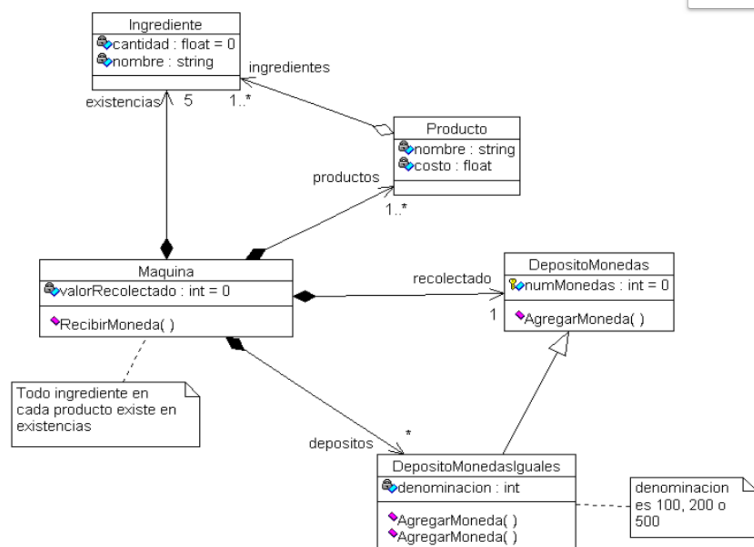 Ingrediente
cantidad : float = 0
nombre : string
ingredientes
existencias
5
1..*
Producto
nombre : string
costo : float
productos
1..*
Maquina
valorRecolectado : int = 0
RecibirMoneda( )
recolectado
1
DepositoMonedas
numMonedas : int = 0
AgregarMoneda( )
Todo ingrediente en
cada producto existe en
existencias
depositos
*
DepositoMonedasIguales
denominacion : int
AgregarMoneda( )
AgregarMoneda( )
denominacion
es 100, 200 o
500